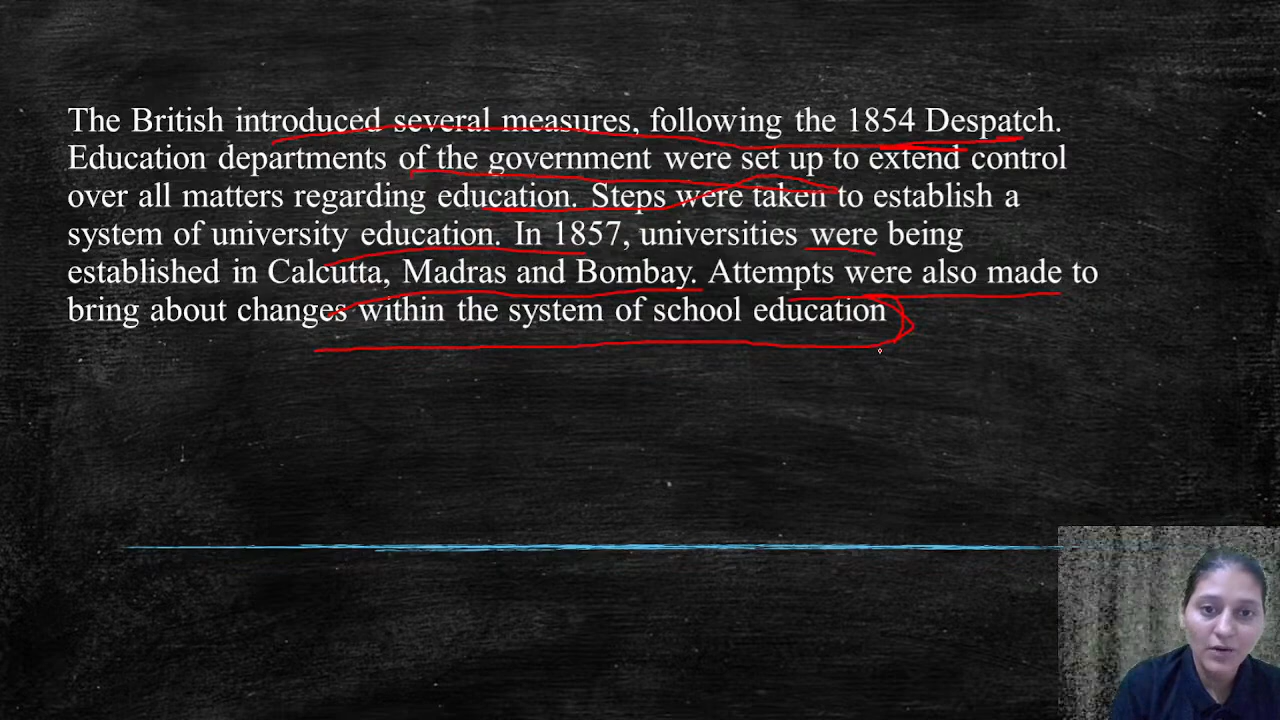 The British introduced several measures, following the 1854 Despatch.
Education departments of the government were set up to extend control
over all matters regarding education. Steps were taken to establish a
system of university education. In 1857, universities were being
established in Calcutta, Madras and Bombay. Attempts were also made to
bring about changes within the system of school education